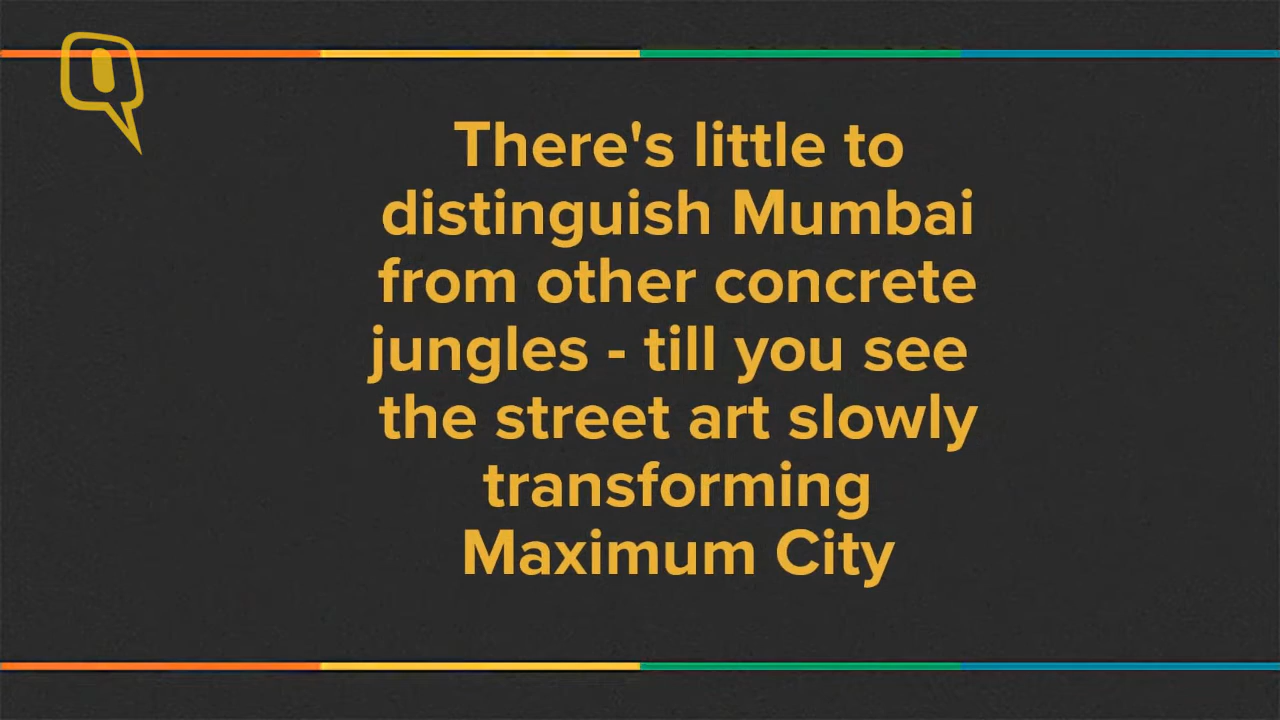 There's little to
distinguish Mumbai
from other concrete
jungles - till you see
the street art slowly
transforming
Maximum City